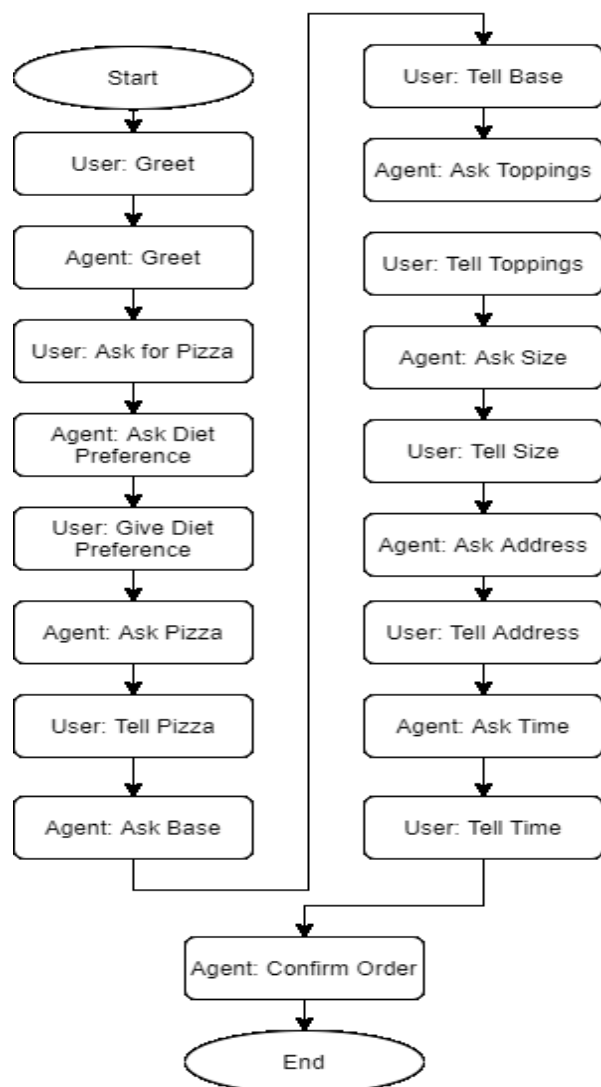 Start
User: Greet
Agent: Greet
User: Ask for Pizza
Agent: Ask Diet
Preference
User: Give Diet
Preference
Agent: Ask Pizza
User: Tell Pizza
Agent: Ask Base
User: Tell Base
Agent: Ask Toppings
User: Tell Toppings
Agent: Ask Size
User: Tell Size
Agent: Ask Address
User: Tell Address
Agent: Ask Time
User: Tell Time
Agent: Confirm Order
End